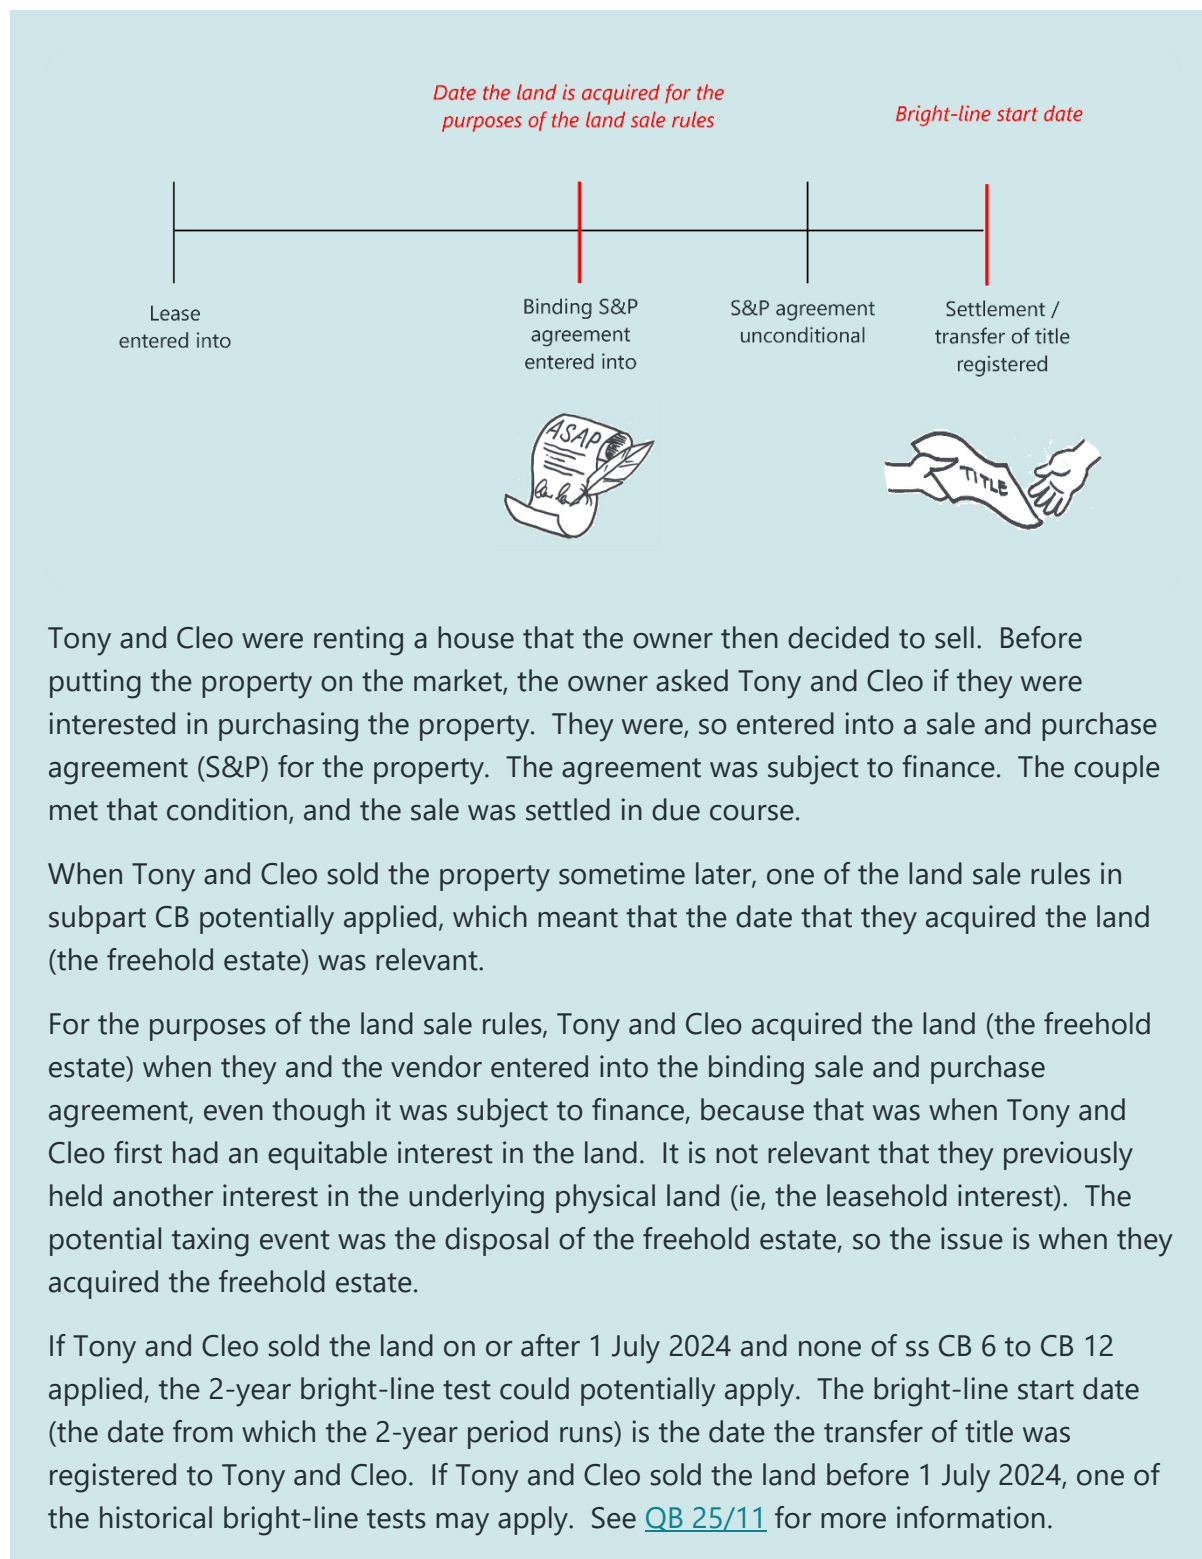 Date the land is acquired for the
purposes of the land sale rules
Bright-line start date
Lease
entered into
Binding S&P
agreement
entered into
S&P agreement
unconditional
Settlement /
transfer of title
registered
ASAP
TITLE
Tony and Cleo were renting a house that the owner then decided to sell. Before
putting the property on the market, the owner asked Tony and Cleo if they were
interested in purchasing the property. They were, so entered into a sale and purchase
agreement (S&P) for the property. The agreement was subject to finance. The couple
met that condition, and the sale was settled in due course.
When Tony and Cleo sold the property sometime later, one of the land sale rules in
subpart CB potentially applied, which meant that the date that they acquired the land
(the freehold estate) was relevant.
For the purposes of the land sale rules, Tony and Cleo acquired the land (the freehold
estate) when they and the vendor entered into the binding sale and purchase
agreement, even though it was subject to finance, because that was when Tony and
Cleo first had an equitable interest in the land. It is not relevant that they previously
held another interest in the underlying physical land (ie, the leasehold interest). The
potential taxing event was the disposal of the freehold estate, so the issue is when they
acquired the freehold estate.
If Tony and Cleo sold the land on or after 1 July 2024 and none of ss CB 6 to CB 12
applied, the 2-year bright-line test could potentially apply. The bright-line start date
(the date from which the 2-year period runs) is the date the transfer of title was
registered to Tony and Cleo. If Tony and Cleo sold the land before 1 July 2024, one of
the historical bright-line tests may apply. See QB 25/11 for more information.